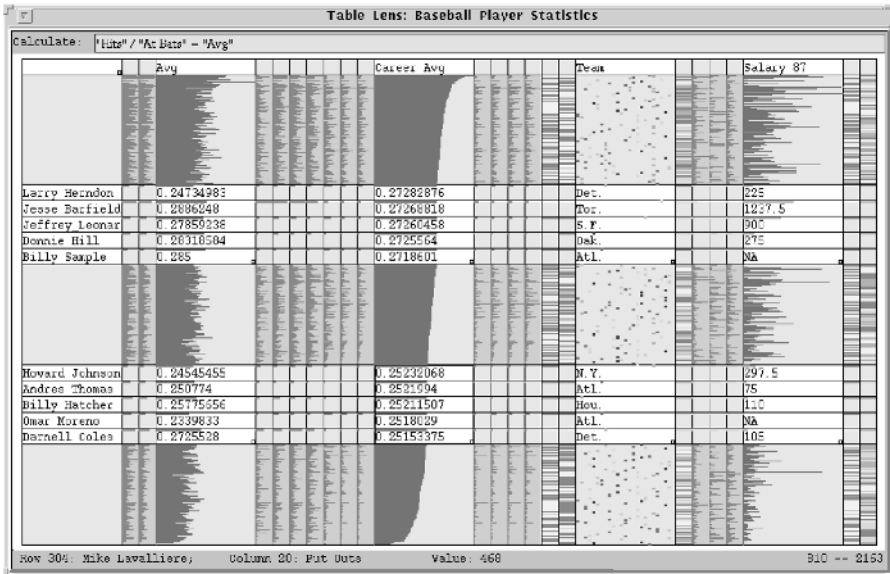 Table Lens: Baseball Player Statistics
Calculate: "Hits" / "At Bats" - "Avg"
Avg Career Avg Team Salary 87
Larry Herndon 0.24734983 0.27282876 Det. 225
Jesse Barfield 0.2886248 0.27268818 Tor. 1237.5
Jeffrey Leonar 0.27859238 0.27260458 S.F. 900
Donnie Hill 0.28318584 0.2725564 Oak. 275
Billy Sample 0.285 0.2718601 Atl. NA
Howard Johnson 0.24545455 0.25232068 N.Y. 297.5
Andres Thomas 0.250774 0.2521994 Atl. 75
Billy Hatcher 0.25775656 0.25211507 Hou. 110
Omar Moreno 0.2339833 0.2518029 Atl. NA
Darnell Coles 0.2725528 0.25153375 Det. 105
Row 304: Mike Lavalliere; Column 20: Put Outs Value: 468 810 -- 2163